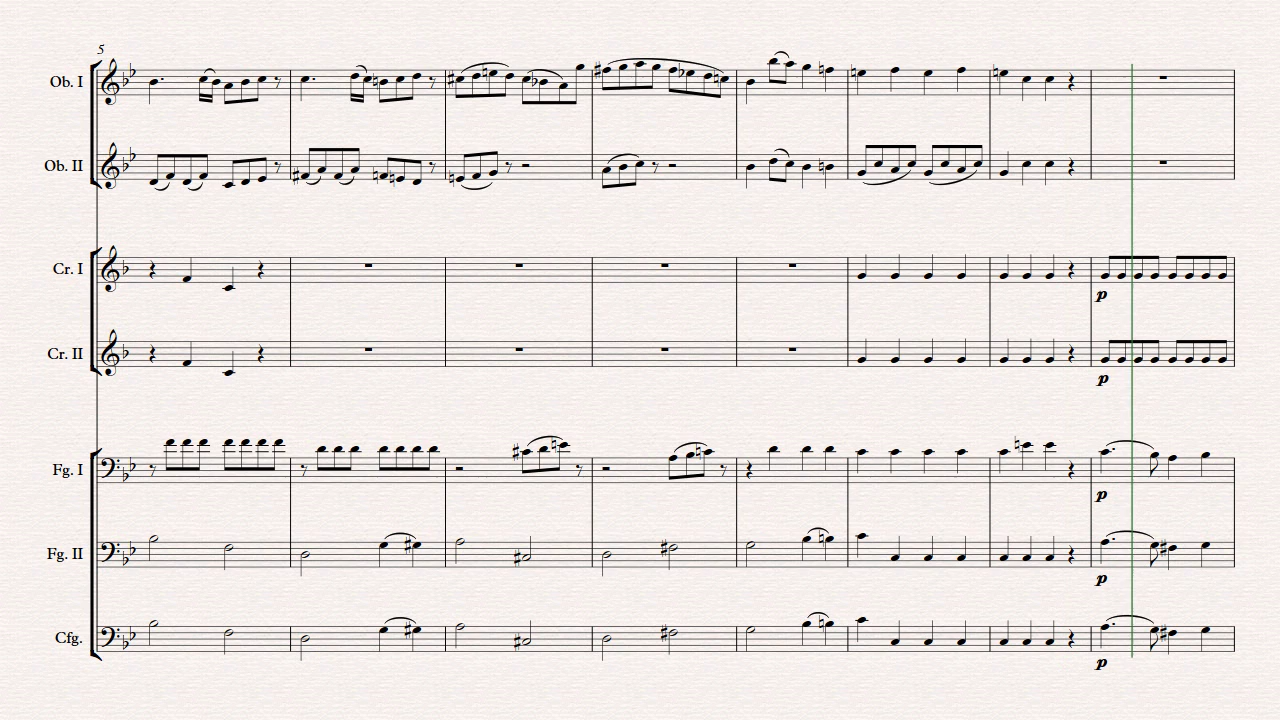 5
Ob. I
Ob. II
Cr. I
p
Cr. II
p
Fg. I
p
Fg. II
p
Cfg.
p